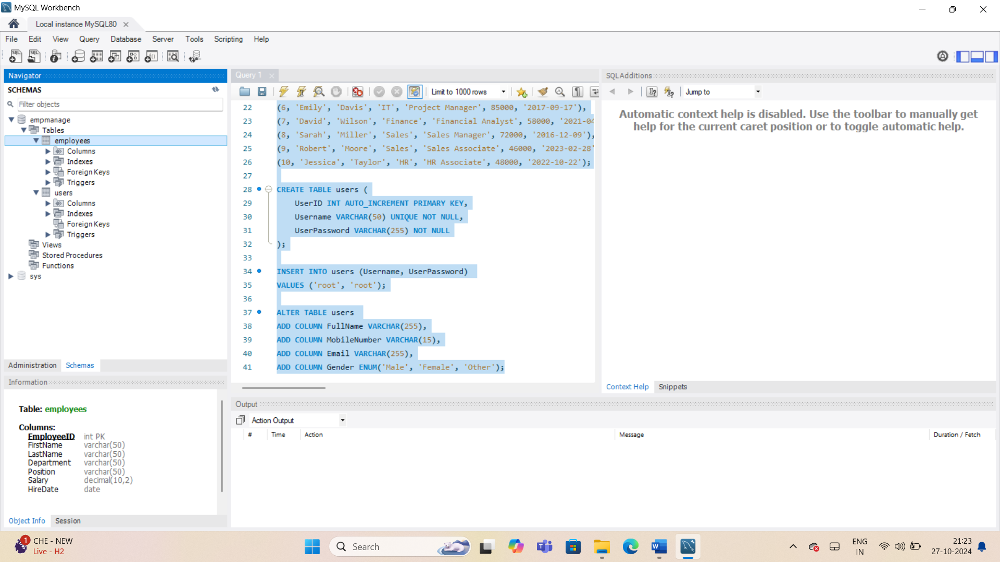 MySQL Workbench
Local instance MySQL80
File Edit View Query Database Server Tools Scripting Help
Navigator
SCHEMAS
Filter objects
empmanage
Tables
employees
Columns
Indexes
Foreign Keys
Triggers
users
Columns
Indexes
Foreign Keys
Triggers
Views
Stored Procedures
Functions
sys
Administration Schemas
Information
Table: employees
Columns:
EmployeeID int PK
FirstName varchar(50)
LastName varchar(50)
Department varchar(50)
Position varchar(50)
Salary decimal(10,2)
HireDate date
Object Info Session
Query 1
Limit to 1000 rows
22 (6, 'Emily', 'Davis', 'IT', 'Project Manager', 85000, '2017-09-17'),
23 (7, 'David', 'Wilson', 'Finance', 'Financial Analyst', 58000, '2021-04
24 (8, 'Sarah', 'Miller', 'Sales', 'Sales Manager', 72000, '2016-12-09'),
25 (9, 'Robert', 'Moore', 'Sales', 'Sales Associate', 46000, '2023-02-28'
26 (10, 'Jessica', 'Taylor', 'HR', 'HR Associate', 48000, '2022-10-22');
27
28 CREATE TABLE users (
29 UserID INT AUTO_INCREMENT PRIMARY KEY,
30 Username VARCHAR(50) UNIQUE NOT NULL,
31 UserPassword VARCHAR(255) NOT NULL
32 );
33
34 INSERT INTO users (Username, UserPassword)
35 VALUES ('root', 'root');
36
37 ALTER TABLE users
38 ADD COLUMN FullName VARCHAR(255),
39 ADD COLUMN MobileNumber VARCHAR(15),
40 ADD COLUMN Email VARCHAR(255),
41 ADD COLUMN Gender ENUM('Male', 'Female', 'Other');
SQLAdditions
Jump to
Automatic context help is disabled. Use the toolbar to manually get
help for the current caret position or to toggle automatic help.
Context Help Snippets
Output
Action Output
# Time Action Message Duration / Fetch
1
CHE - NEW
Live - H2
Search
ENG
IN
21:23
27-10-2024